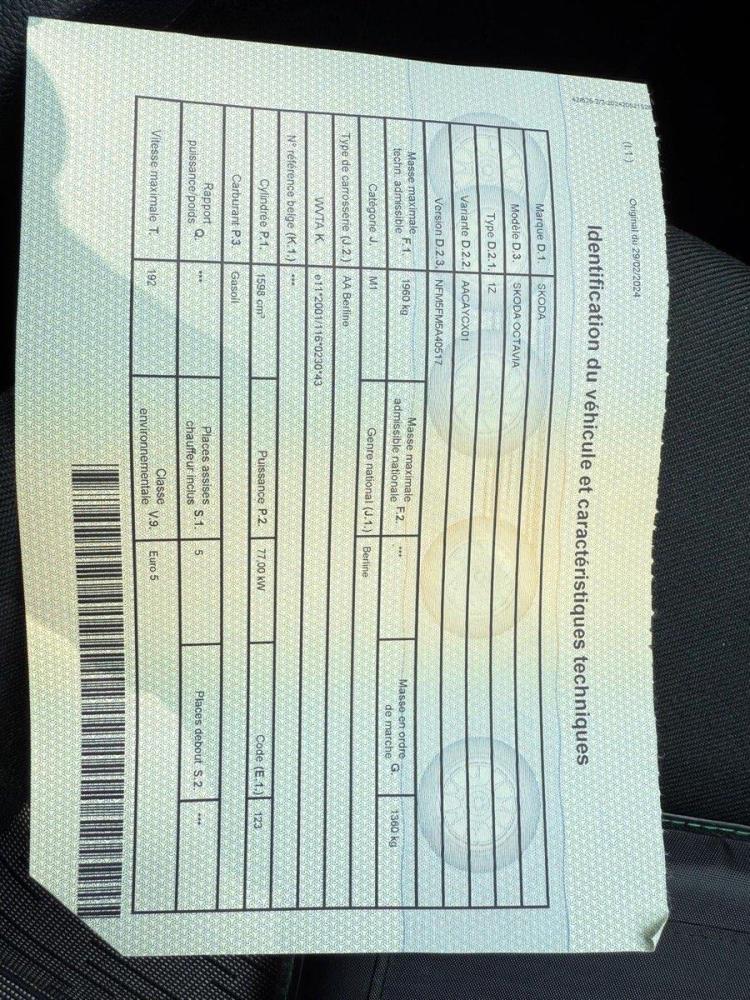 42/626-2/3-20240521526
(I.1.) Original du 29/02/2024
Identification du véhicule et caractéristiques techniques
Marque D.1. SKODA
Modèle D.3. SKODA OCTAVIA
Type D.2.1. 1Z
Variante D.2.2. AACAYCX01
Version D.2.3. NFM5FM5A40517
Masse maximale techn. admissible F.1. 1960 kg Masse maximale admissible nationale F.2. *** Masse en ordre de marche G. 1360 kg
Catégorie J. M1 Genre national (J.1.) Berline
Type de carrosserie (J.2.) AA Berline
WVTA K. e11*2001/116*0230*43
N° référence belge (K.1.) ***
Cylindrée P.1. 1598 cm³ Puissance P.2. 77,00 kW Code (E.1.) 123
Carburant P.3. Gasoil
Rapport puissance/poids Q. *** Places assises chauffeur inclus S.1. 5 Places debout S.2. ***
Vitesse maximale T. 192 Classe environnementale V.9. Euro 5